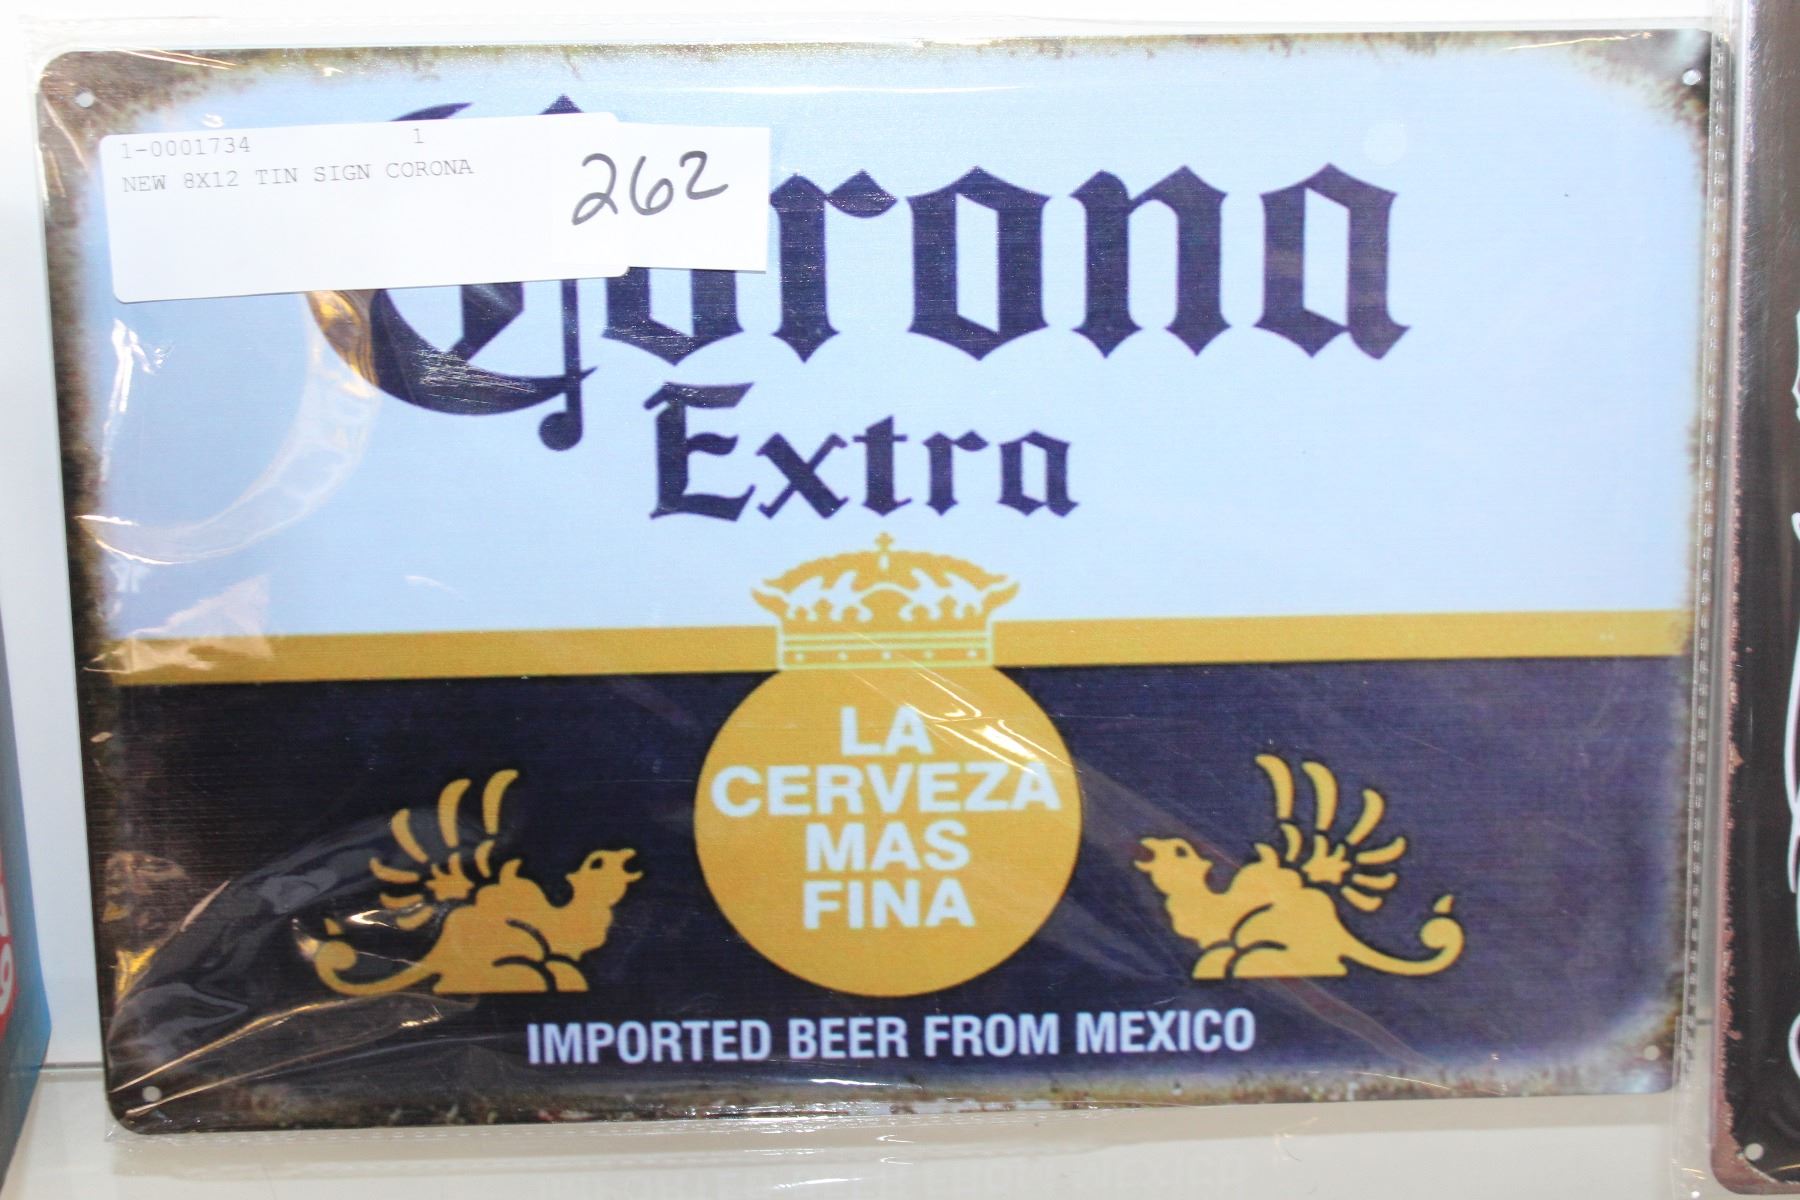 1-0001734 1
NEW 8X12 TIN SIGN CORONA
262
Corona
Extra
LA
CERVEZA
MAS
FINA
IMPORTED BEER FROM MEXICO